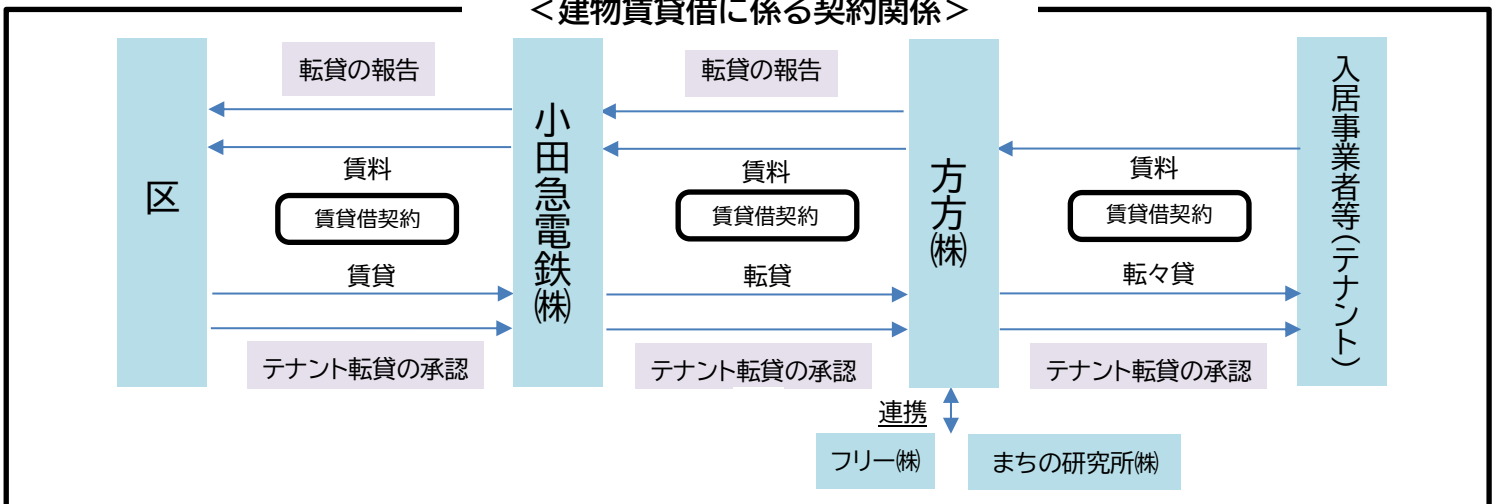 ＜建物賃貸借に係る契約関係＞
転貸の報告
転貸の報告
区
小田急電鉄㈱
方方㈱
入居事業者等(テナント)
賃料
賃料
賃料
賃貸借契約
賃貸借契約
賃貸借契約
賃貸
転貸
転々貸
テナント転貸の承認
テナント転貸の承認
テナント転貸の承認
連携
フリー㈱
まちの研究所㈱